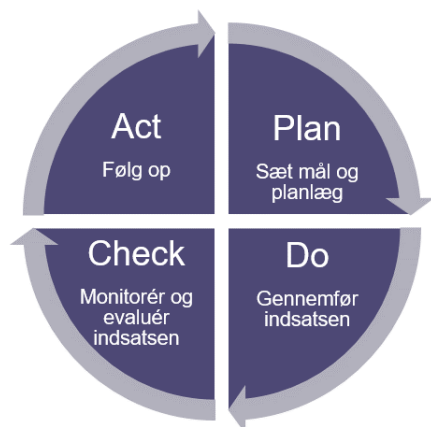 Act
Følg op
Plan
Sæt mål og
planlæg
Check
Monitorér og
evaluér
indsatsen
Do
Gennemfør
indsatsen